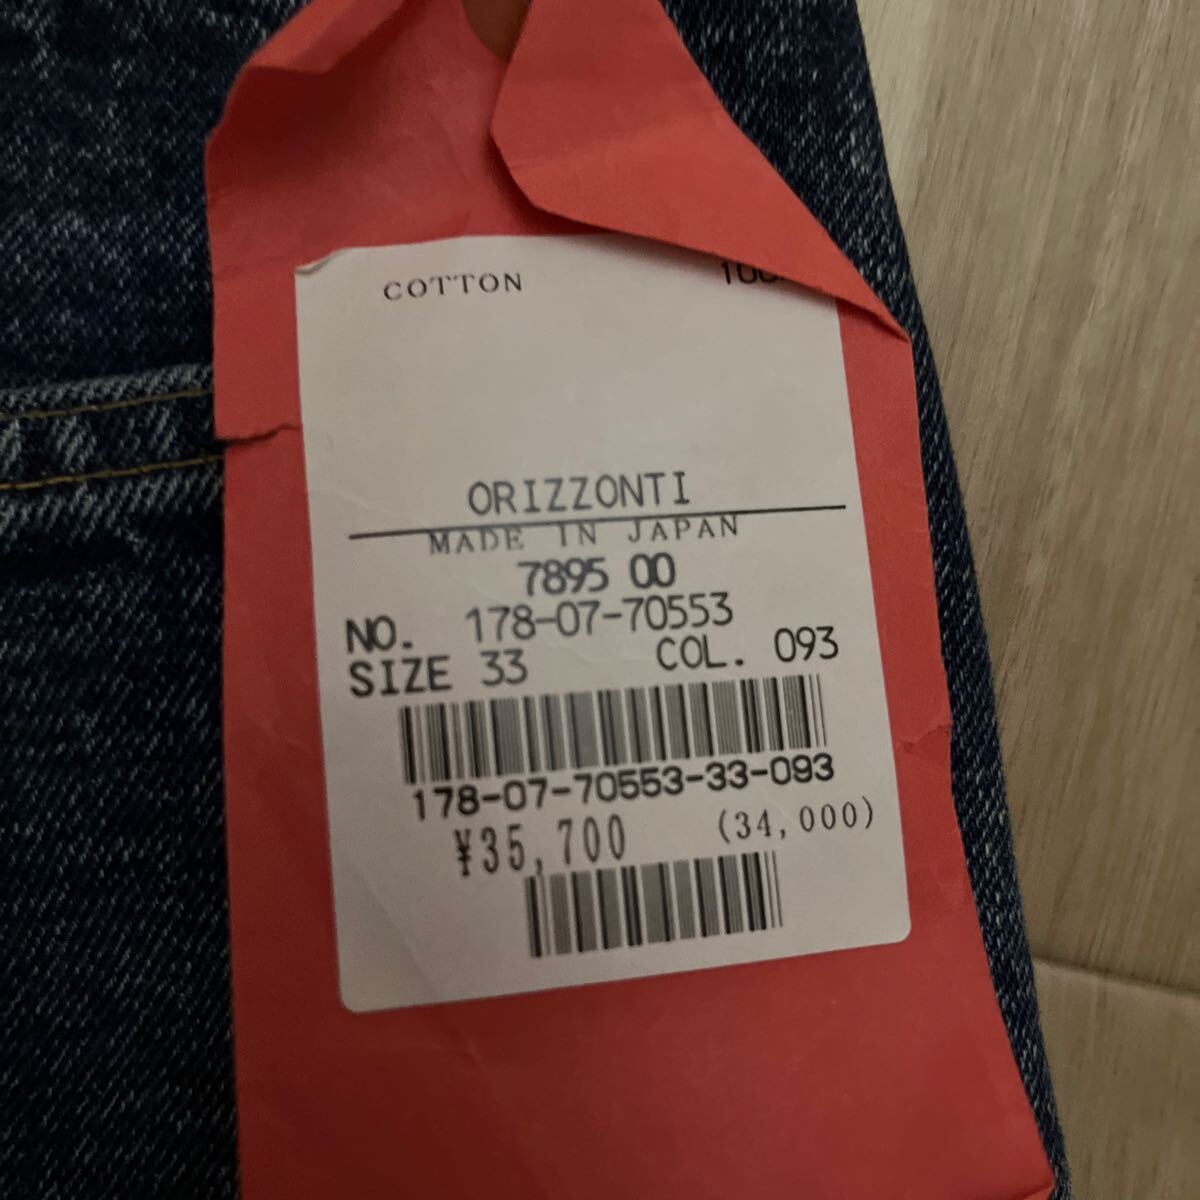 COTTON
ORIZZONTI
MADE IN JAPAN
7895 00
NO. 178-07-70553
SIZE 33 COL. 093
178-07-70553-33-093
¥35,700 (34,000)